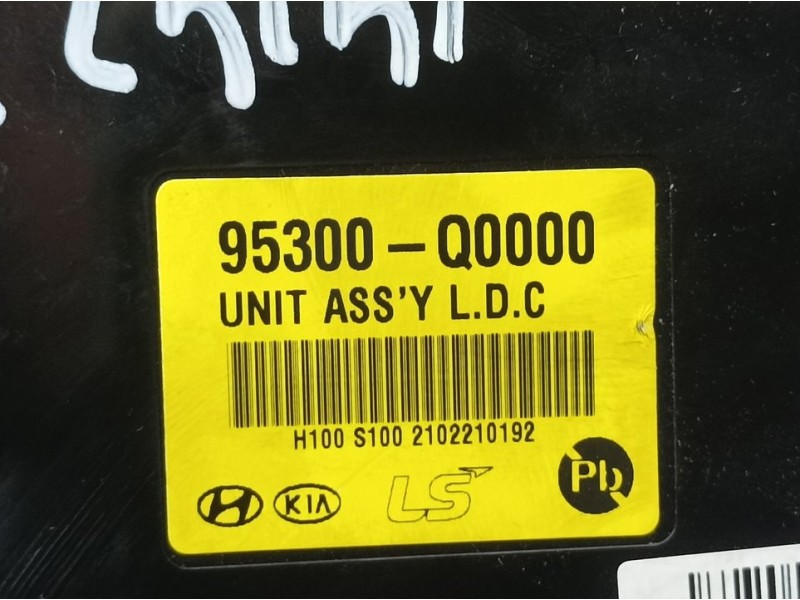 95300-Q0000
UNIT ASS'Y L.D.C
H100 S100 2102210192
KIA LS Pb